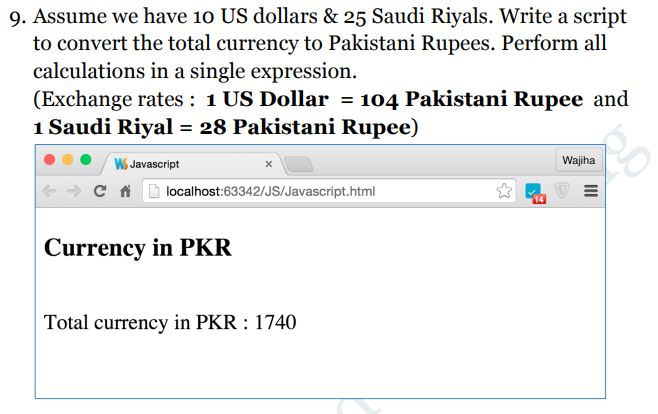 9. Assume we have 10 US dollars & 25 Saudi Riyals. Write a script
to convert the total currency to Pakistani Rupees. Perform all
calculations in a single expression.
(Exchange rates : 1 US Dollar = 104 Pakistani Rupee and
1 Saudi Riyal = 28 Pakistani Rupee)
WS Javascript ×
Wajiha
localhost:63342/JS/Javascript.html
14
Currency in PKR
Total currency in PKR : 1740